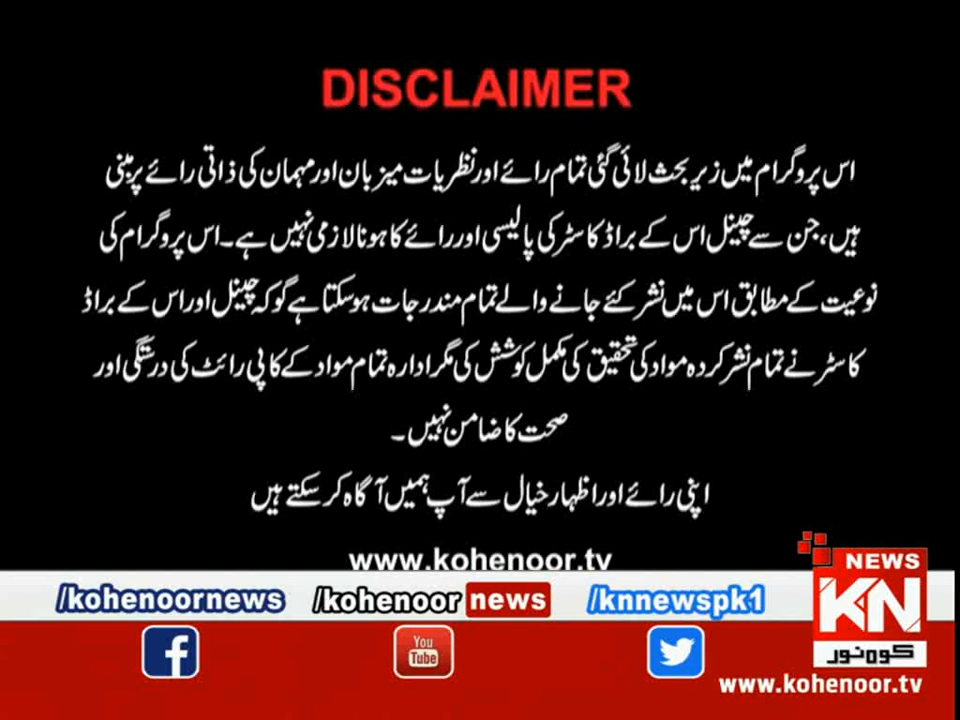 DISCLAIMER
اس پروگرام میں زیر بحث لائی گئی تمام رائے اور نظریات میزبان اور مہمان کی ذاتی رائے پر مبنی
ہیں، جن سے چینل اس کے براڈ کاسٹر کی پالیسی اور رائے کا ہونا لازمی نہیں ہے۔ اس پروگرام کی
نوعیت کے مطابق اس میں نشر کئے جانے والے تمام مندرجات ہو سکتا ہے گو کہ چینل اور اس کے براڈ
کاسٹر نے تمام نشر کردہ مواد کی تحقیق کی مکمل کوشش کی مگر ادارہ تمام مواد کے کاپی رائٹ کی درستگی اور
صحت کا ضامن نہیں۔
اپنی رائے اور اظہار خیال سے آپ ہمیں آگاہ کر سکتے ہیں
www.kohenoor.tv
/kohenoornews /kohenoor news /knnewspk1
You Tube
NEWS
KN
کوہ نور
www.kohenoor.tv